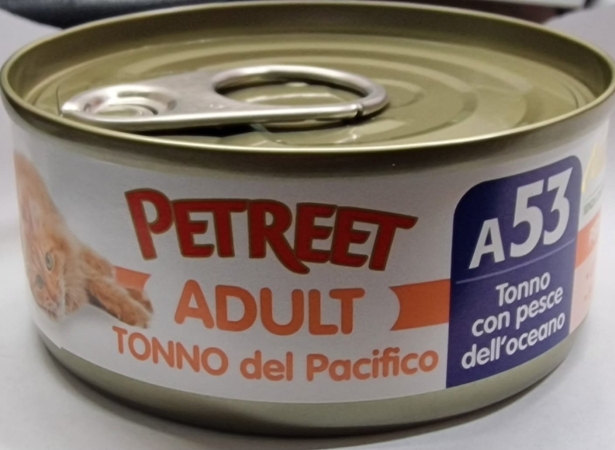 PETREET
ADULT
TONNO del Pacifico
A53
Tonno
con pesce
dell'oceano